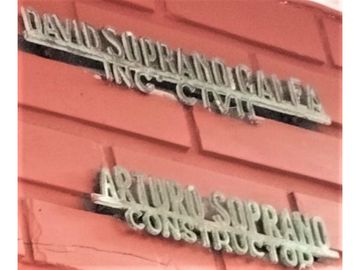 DAVID SOPRANO GALEA
ING CIVIL
ARTURO SOPRANO
CONSTRUCTOR